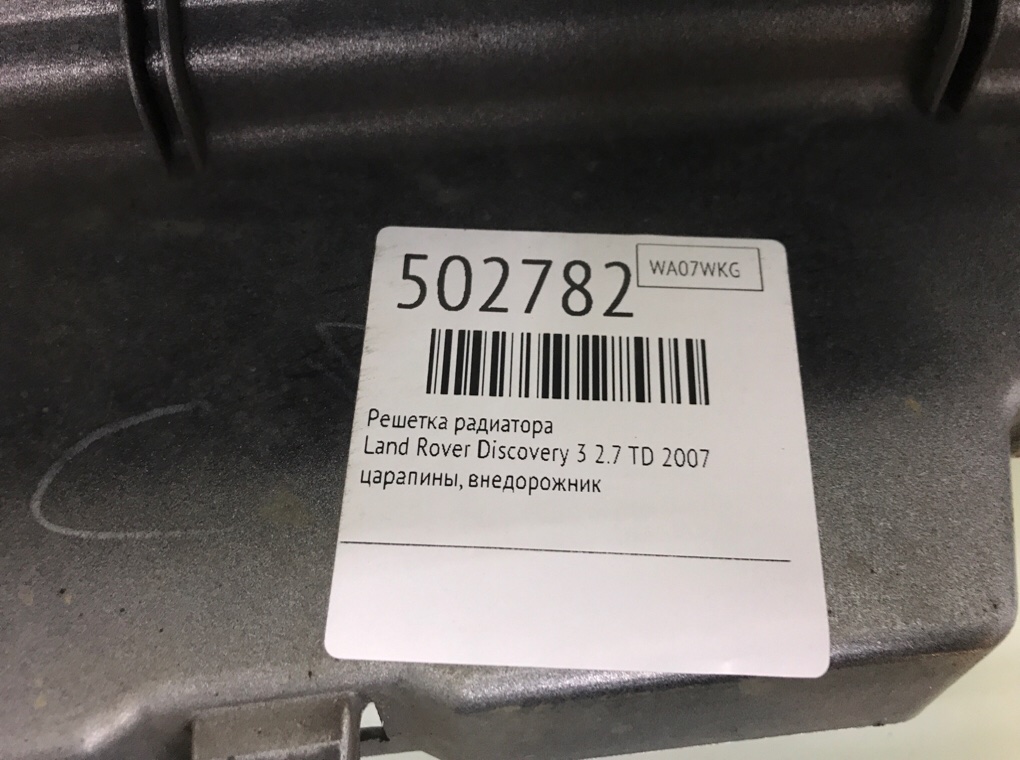 502782
WA07WKG
Решетка радиатора
Land Rover Discovery 3 2.7 TD 2007
царапины, внедорожник